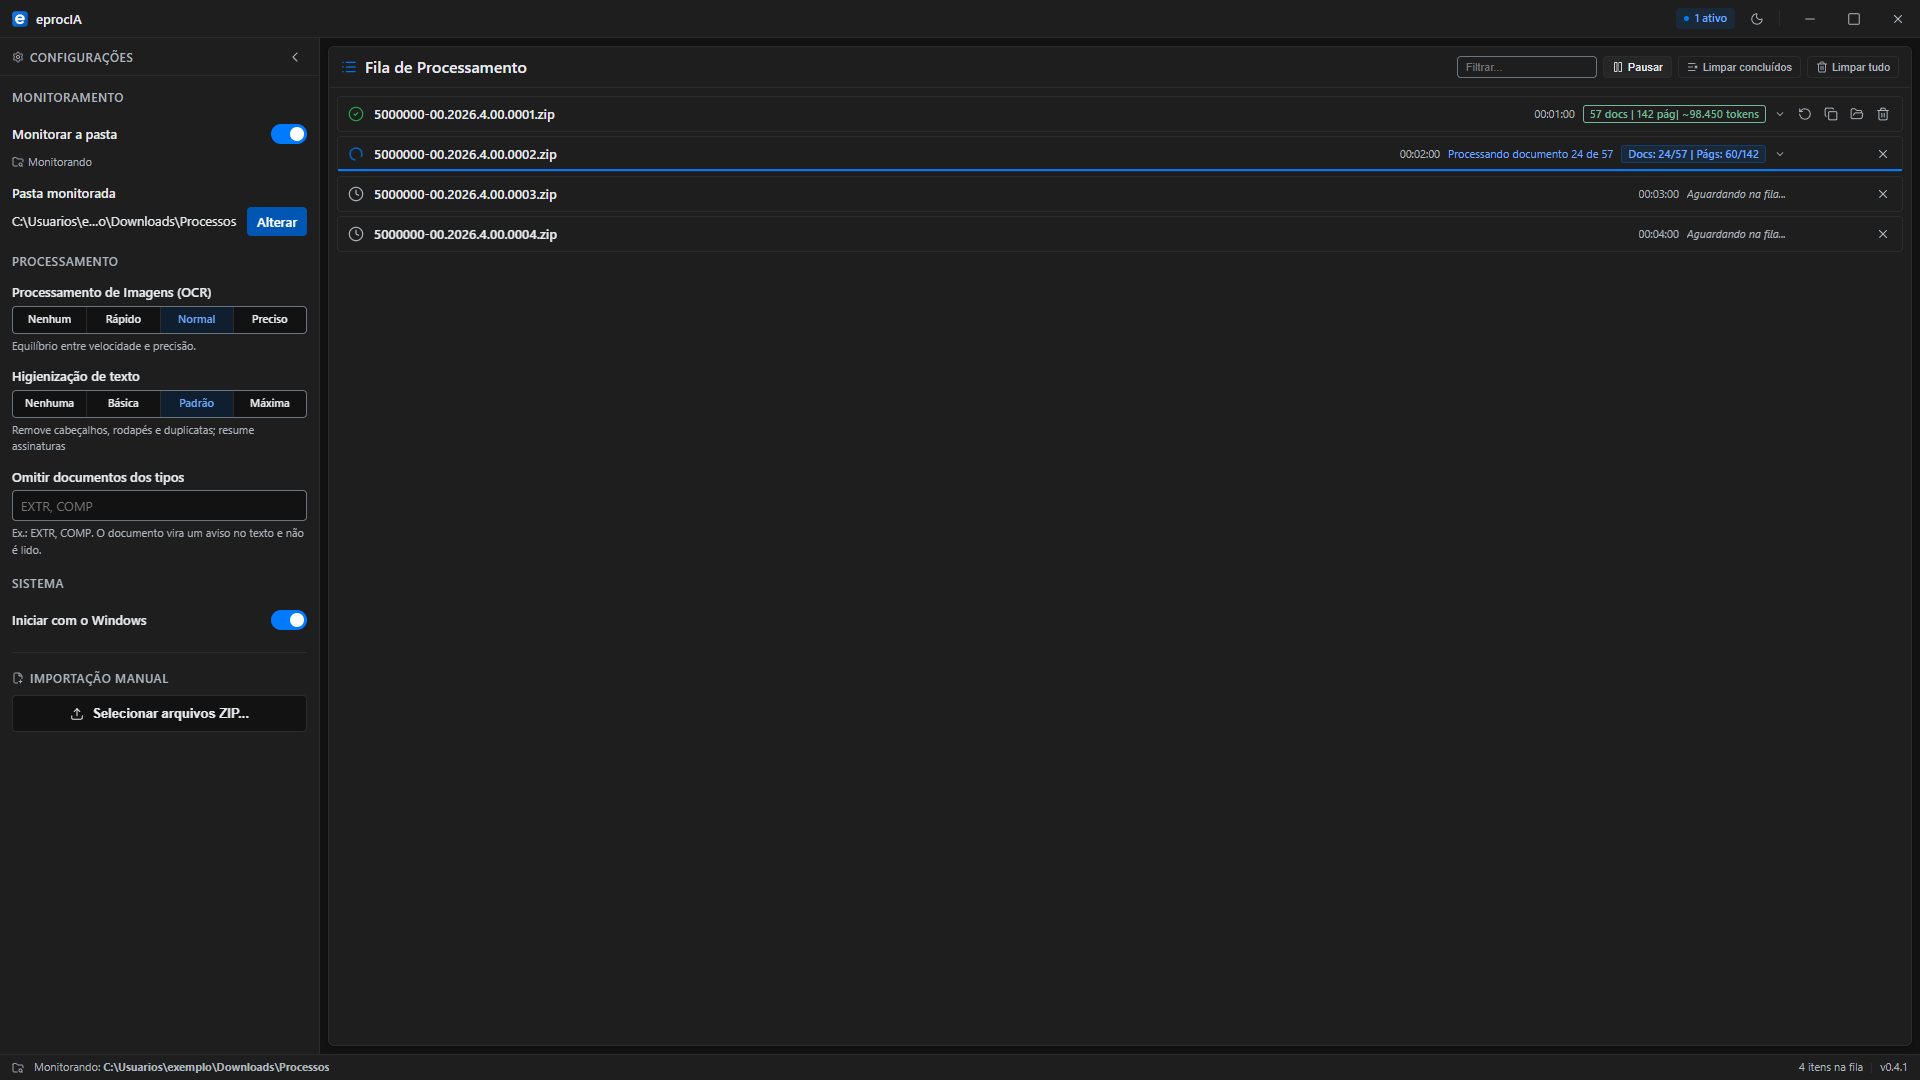 eprocIA
1 ativo
CONFIGURAÇÕES
MONITORAMENTO
Monitorar a pasta
Monitorando
Pasta monitorada
C:\Usuarios\e...o\Downloads\Processos
Alterar
PROCESSAMENTO
Processamento de Imagens (OCR)
Nenhum Rápido Normal Preciso
Equilíbrio entre velocidade e precisão.
Higienização de texto
Nenhuma Básica Padrão Máxima
Remove cabeçalhos, rodapés e duplicatas; resume
assinaturas
Omitir documentos dos tipos
EXTR, COMP
Ex.: EXTR, COMP. O documento vira um aviso no texto e não
é lido.
SISTEMA
Iniciar com o Windows
IMPORTAÇÃO MANUAL
Selecionar arquivos ZIP...
Fila de Processamento
Filtrar... Pausar Limpar concluídos Limpar tudo
5000000-00.2026.4.00.0001.zip 00:01:00 57 docs | 142 pág| ~98.450 tokens
5000000-00.2026.4.00.0002.zip 00:02:00 Processando documento 24 de 57 Docs: 24/57 | Págs: 60/142
5000000-00.2026.4.00.0003.zip 00:03:00 Aguardando na fila...
5000000-00.2026.4.00.0004.zip 00:04:00 Aguardando na fila...
Monitorando: C:\Usuarios\exemplo\Downloads\Processos
4 itens na fila v0.4.1